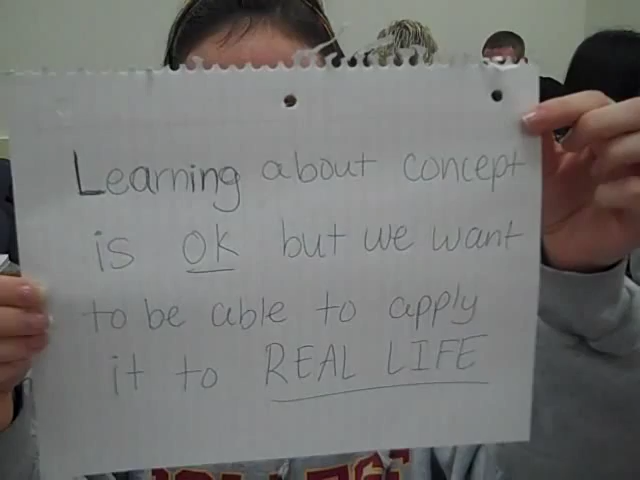 Learning about concept
is OK but we want
to be able to apply
it to REAL LIFE